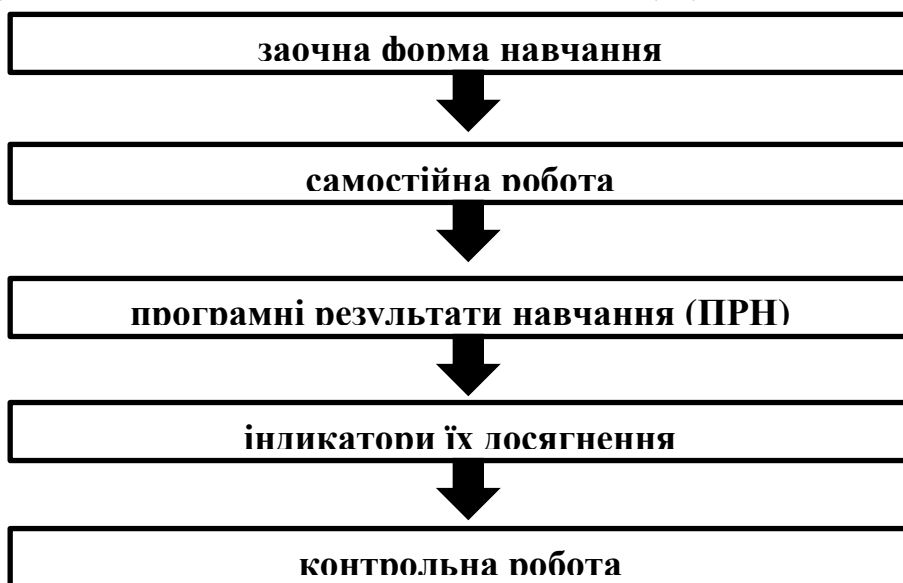 заочна форма навчання
самостійна робота
програмні результати навчання (ПРН)
індикатори їх досягнення
контрольна робота